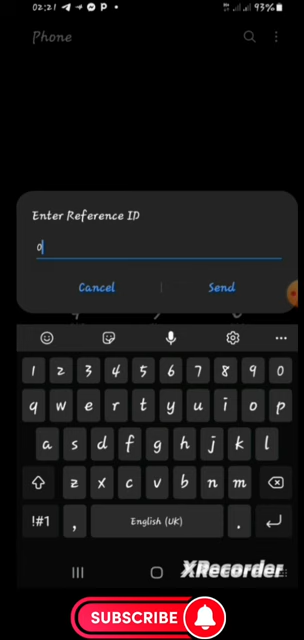 02:21
93%
Phone
Enter Reference ID
0
Cancel | Send
1 2 3 4 5 6 7 8 9 0
q w e r t y u i o p
a s d f g h j k l
z x c v b n m
!#1 , English (UK) .
XRecorder
SUBSCRIBE